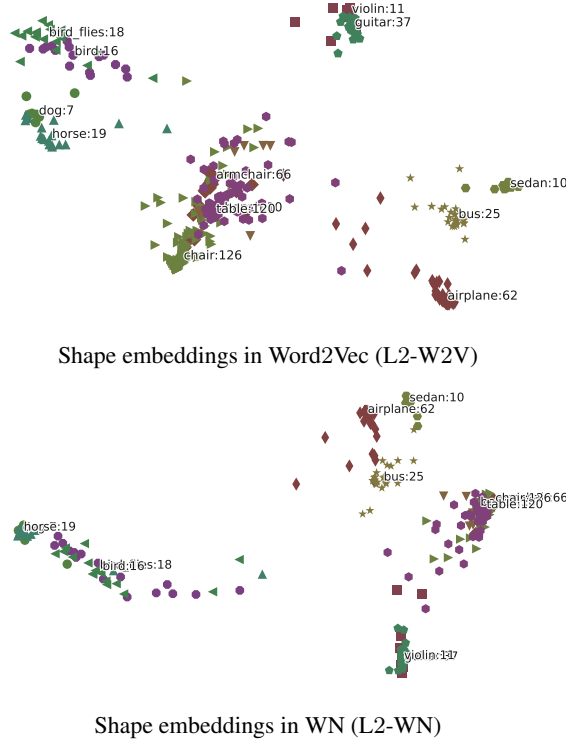 violin:11
guitar:37
bird_flies:18
bird:16
dog:7
horse:19
armchair:66
sedan:10
table:120
bus:25
chair:126
airplane:62
Shape embeddings in Word2Vec (L2-W2V)
sedan:10
airplane:62
bus:25
table:120
horse:19
bird:16
violin:11
Shape embeddings in WN (L2-WN)